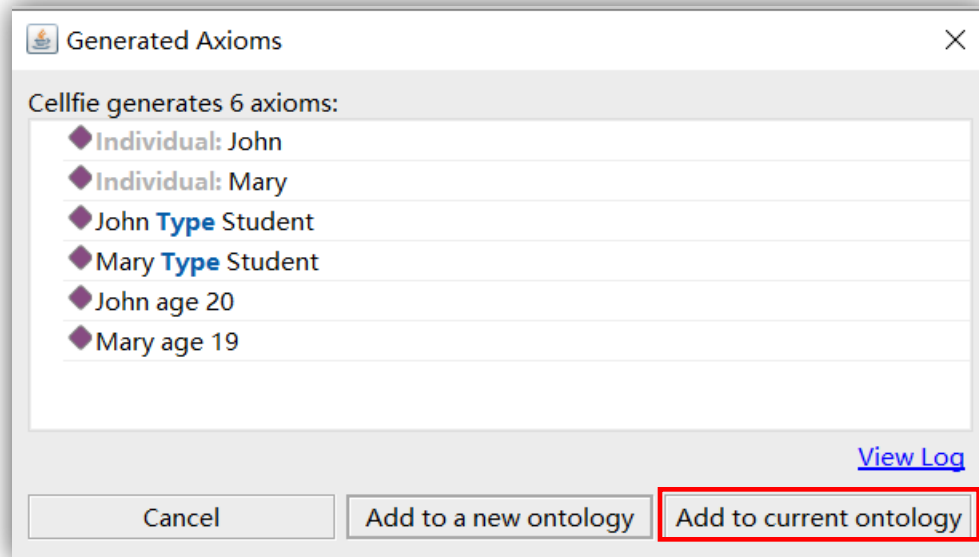 Generated Axioms
Cellfie generates 6 axioms:
Individual: John
Individual: Mary
John Type Student
Mary Type Student
John age 20
Mary age 19
View Log
Cancel
Add to a new ontology
Add to current ontology